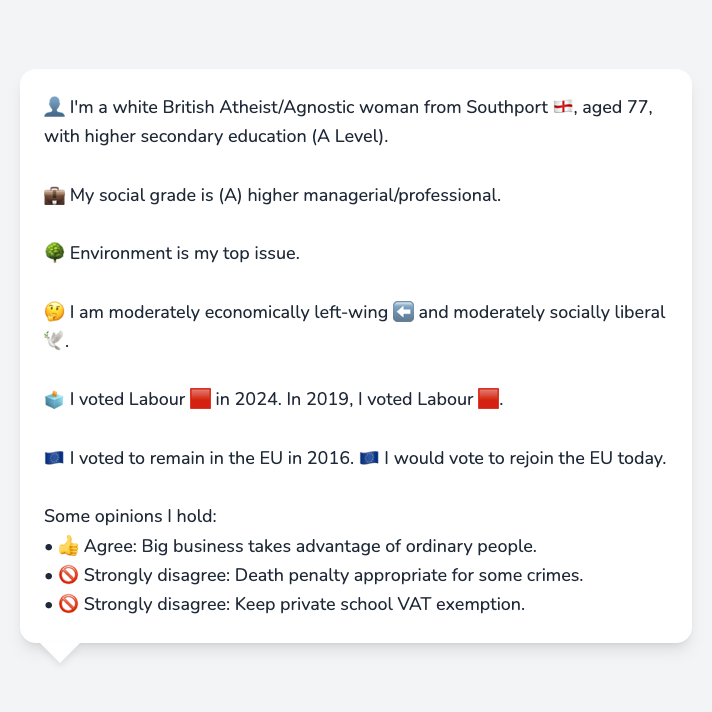 👤 I'm a white British Atheist/Agnostic woman from Southport 🏴󠁧󠁢󠁥󠁮󠁧󠁿, aged 77,
with higher secondary education (A Level).
💼 My social grade is (A) higher managerial/professional.
🌳 Environment is my top issue.
🤔 I am moderately economically left-wing ⬅️ and moderately socially liberal
🕊️.
🗳️ I voted Labour 🟥 in 2024. In 2019, I voted Labour 🟥.
🇪🇺 I voted to remain in the EU in 2016. 🇪🇺 I would vote to rejoin the EU today.
Some opinions I hold:
• 👍 Agree: Big business takes advantage of ordinary people.
• 🚫 Strongly disagree: Death penalty appropriate for some crimes.
• 🚫 Strongly disagree: Keep private school VAT exemption.